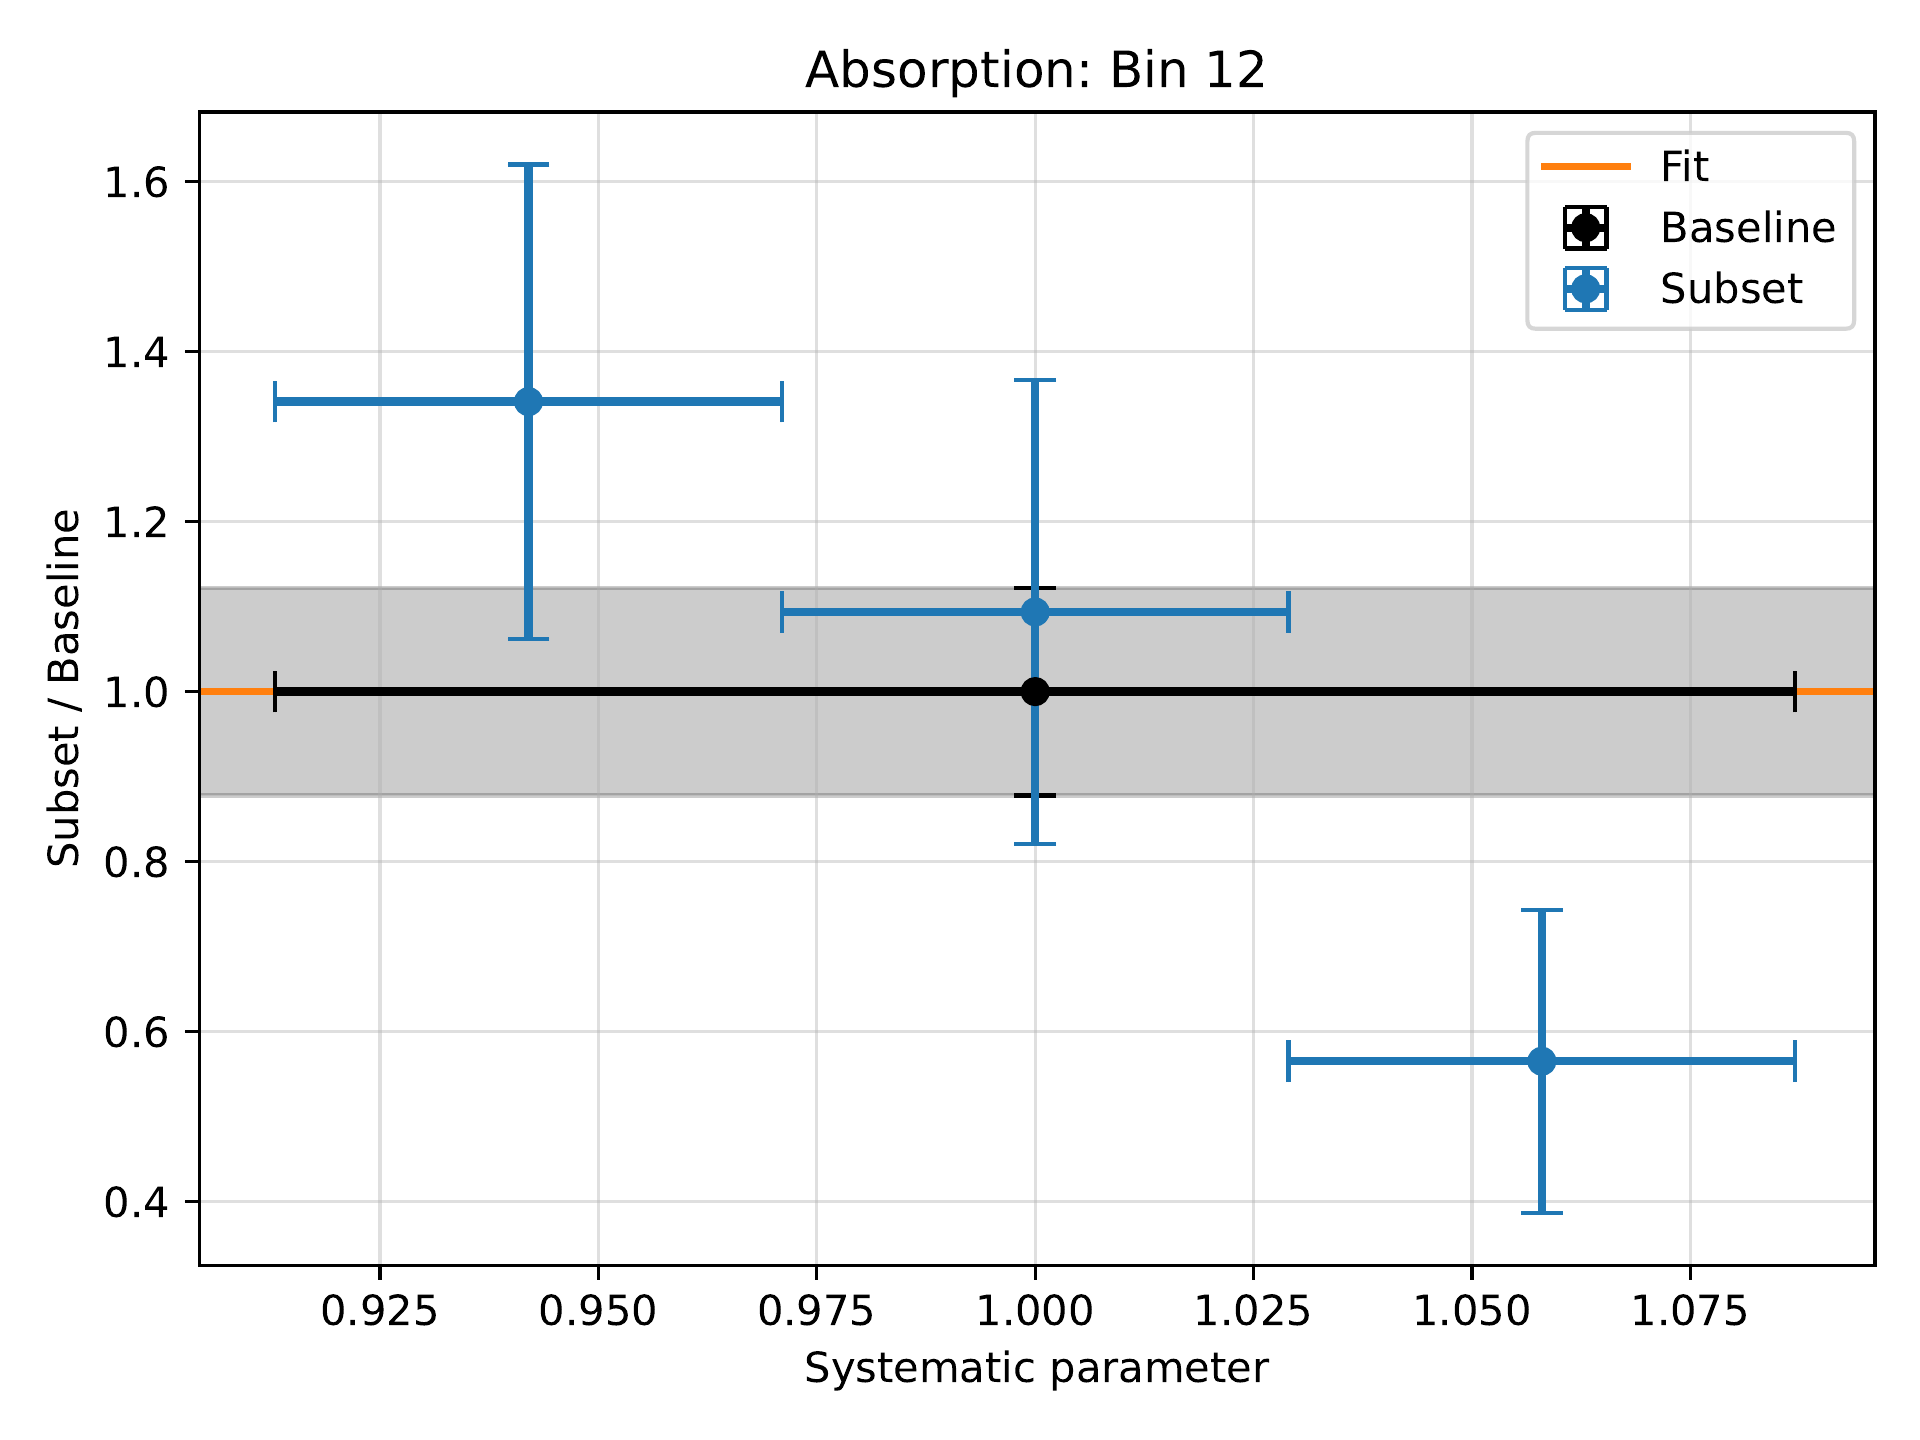 Absorption: Bin 12
Fit
Baseline
Subset
1.6
1.4
1.2
1.0
0.8
0.6
0.4
Subset / Baseline
0.925 0.950 0.975 1.000 1.025 1.050 1.075
Systematic parameter